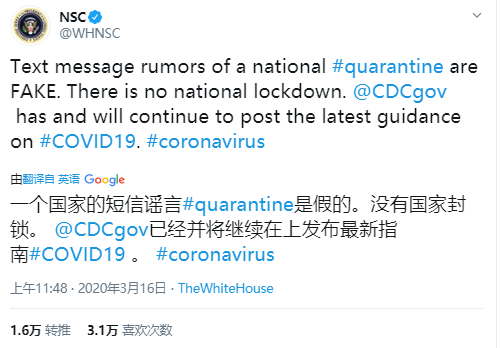 NSC
@WHNSC
Text message rumors of a national #quarantine are
FAKE. There is no national lockdown. @CDCgov
has and will continue to post the latest guidance
on #COVID19. #coronavirus
由翻译自 英语 Google
一个国家的短信谣言#quarantine是假的。没有国家封
锁。 @CDCgov已经并将继续在上发布最新指
南#COVID19 。 #coronavirus
上午11:48 · 2020年3月16日 · TheWhiteHouse
1.6万 转推 3.1万 喜欢次数